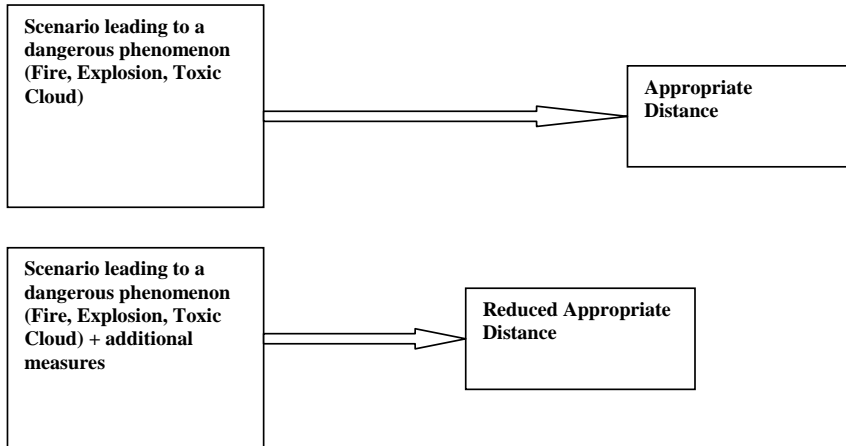 Scenario leading to a
dangerous phenomenon
(Fire, Explosion, Toxic
Cloud)
Appropriate
Distance
Scenario leading to a
dangerous phenomenon
(Fire, Explosion, Toxic
Cloud) + additional
measures
Reduced Appropriate
Distance